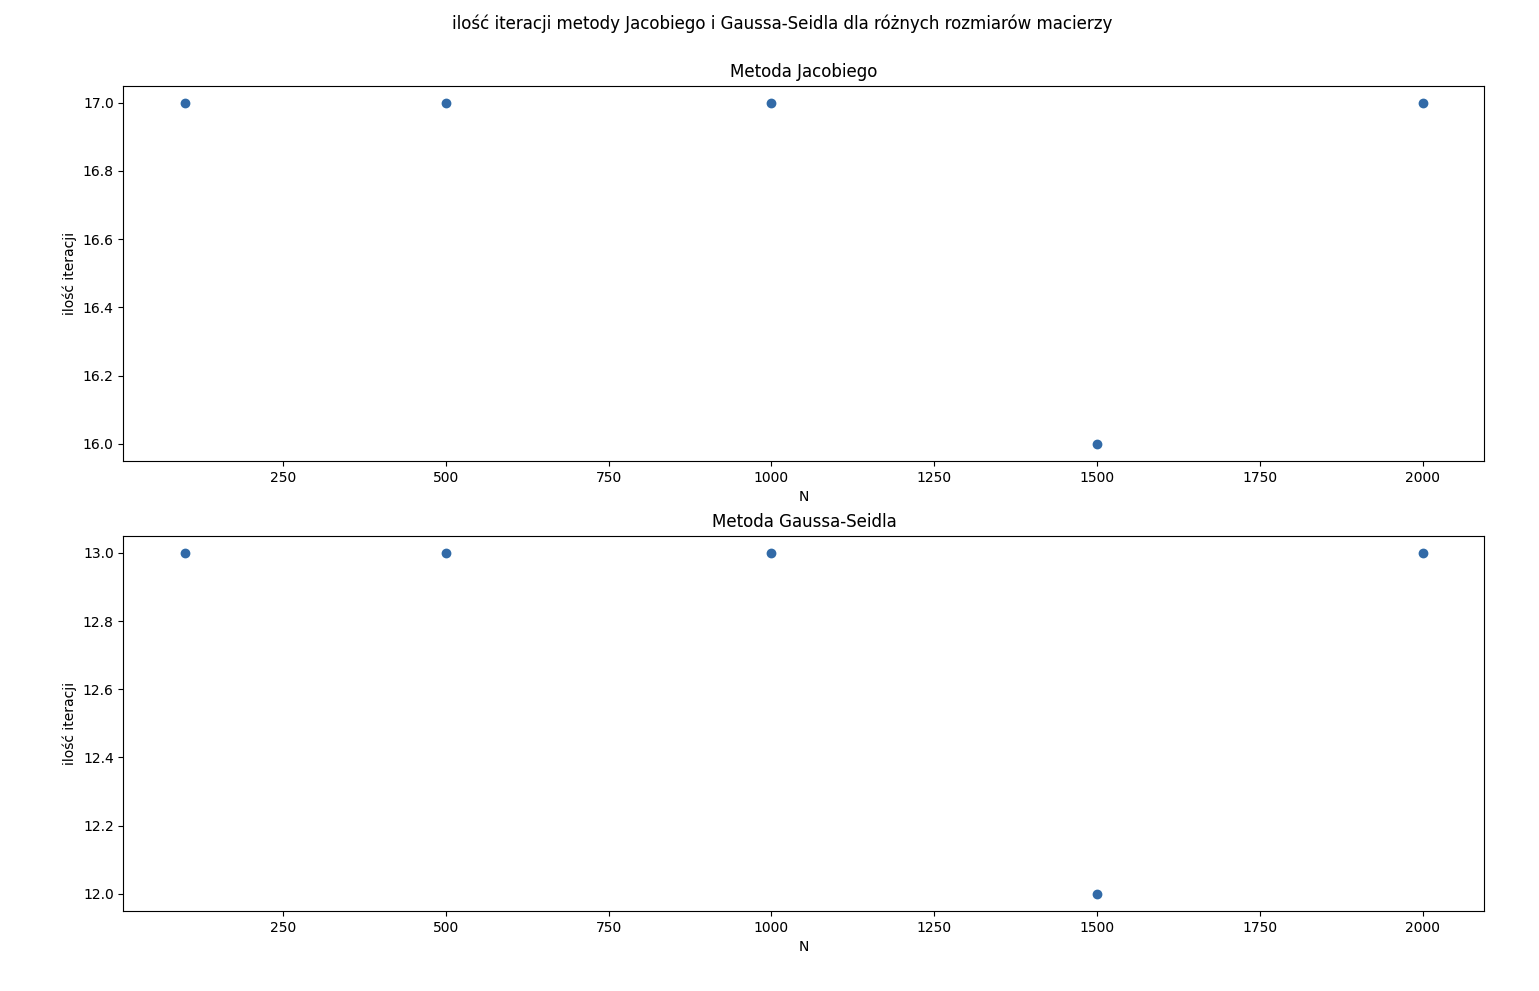 ilość iteracji metody Jacobiego i Gaussa-Seidla dla różnych rozmiarów macierzy
Metoda Jacobiego
17.0
16.8
16.6
16.4
16.2
16.0
ilość iteracji
250 500 750 1000 1250 1500 1750 2000
N
Metoda Gaussa-Seidla
13.0
12.8
12.6
12.4
12.2
12.0
ilość iteracji
250 500 750 1000 1250 1500 1750 2000
N